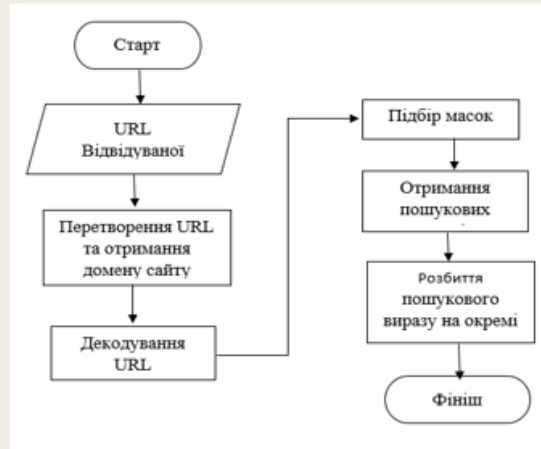 Старт
URL
Відвідуваної
Перетворення URL
та отримання
домену сайту
Декодування
URL
Підбір масок
Отримання
пошукових
Розбиття
пошукового
виразу на окремі
Фініш